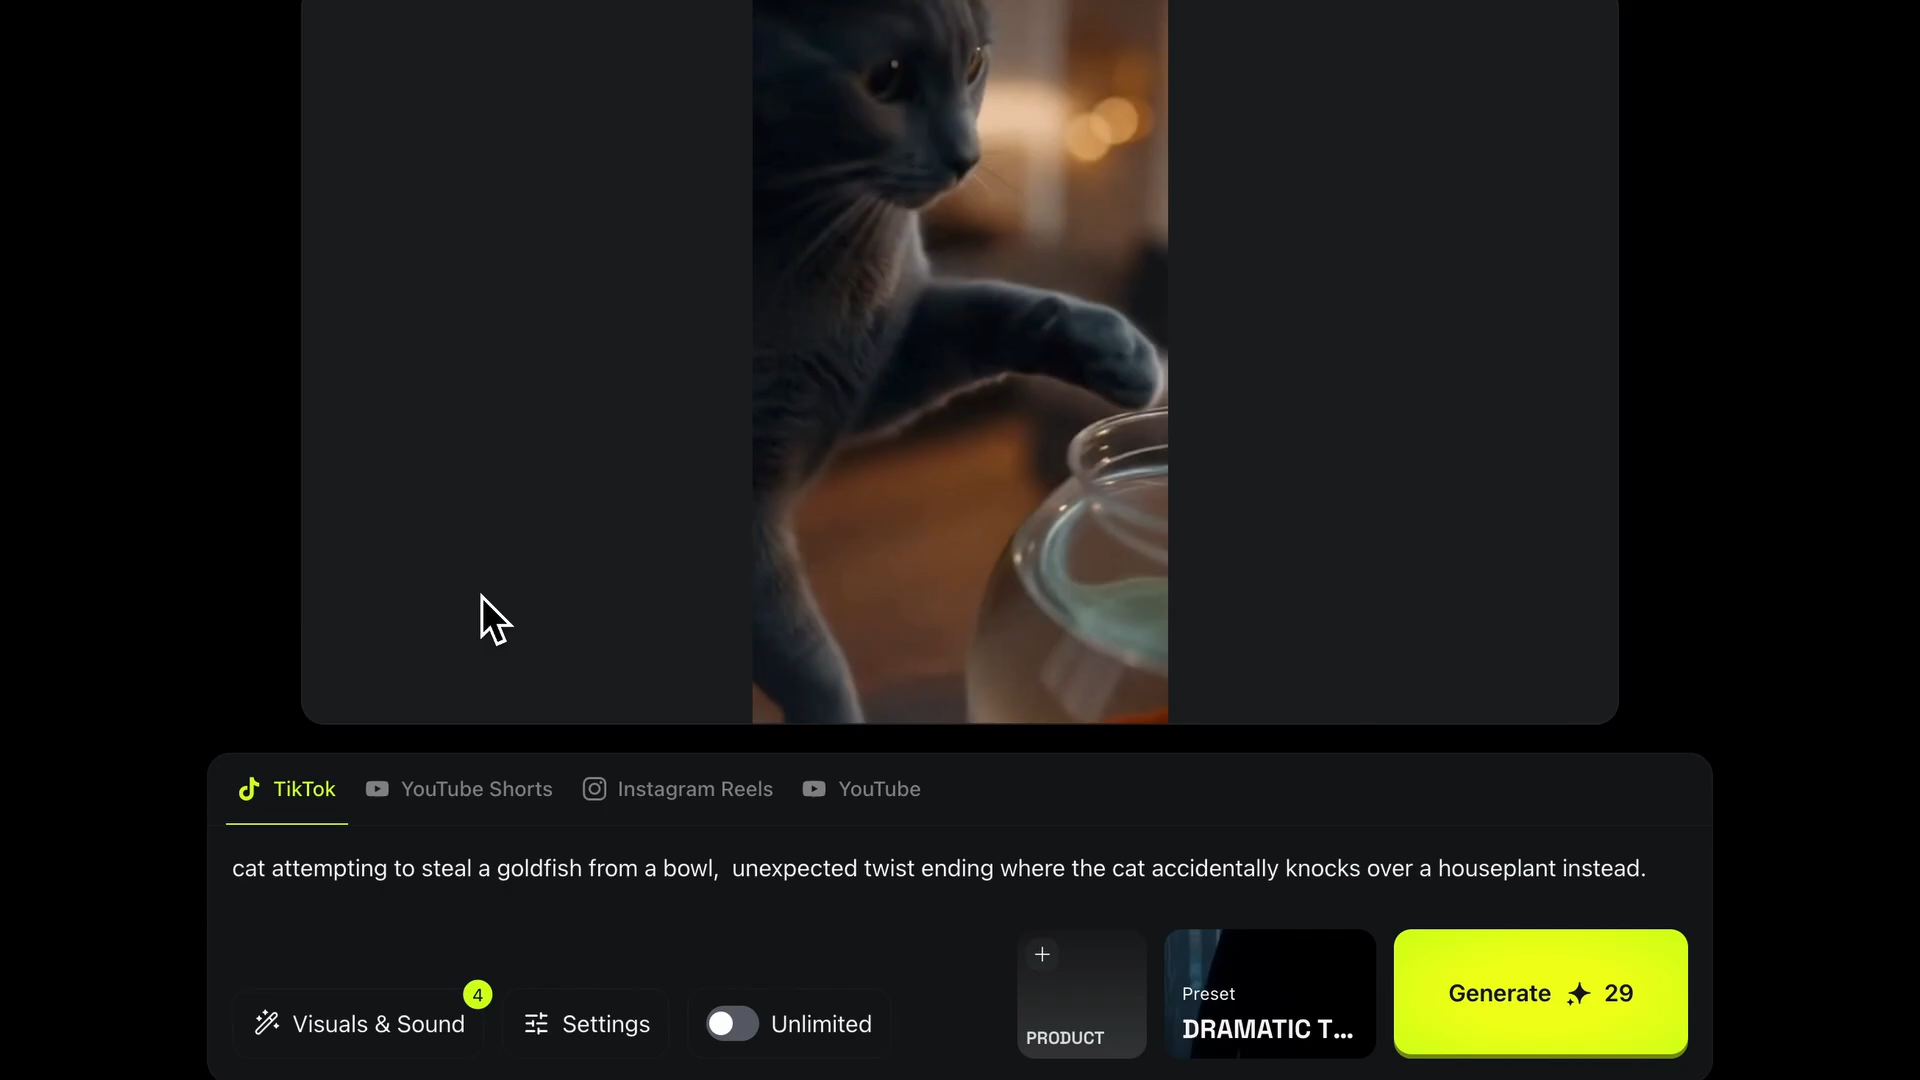 TikTok
YouTube Shorts
Instagram Reels
YouTube
cat attempting to steal a goldfish from a bowl,  unexpected twist ending where the cat accidentally knocks over a houseplant instead.
4
Visuals & Sound
Settings
Unlimited
+
PRODUCT
Preset
DRAMATIC T...
Generate 29